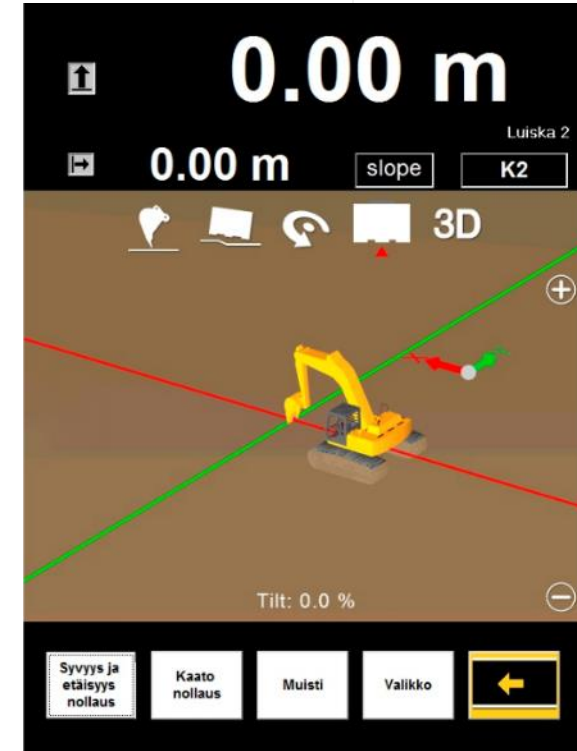 0.00 m
Luiska 2
0.00 m
slope
K2
3D
Tilt: 0.0 %
Syvyys ja
etäisyys
nollaus
Kaato
nollaus
Muisti
Valikko